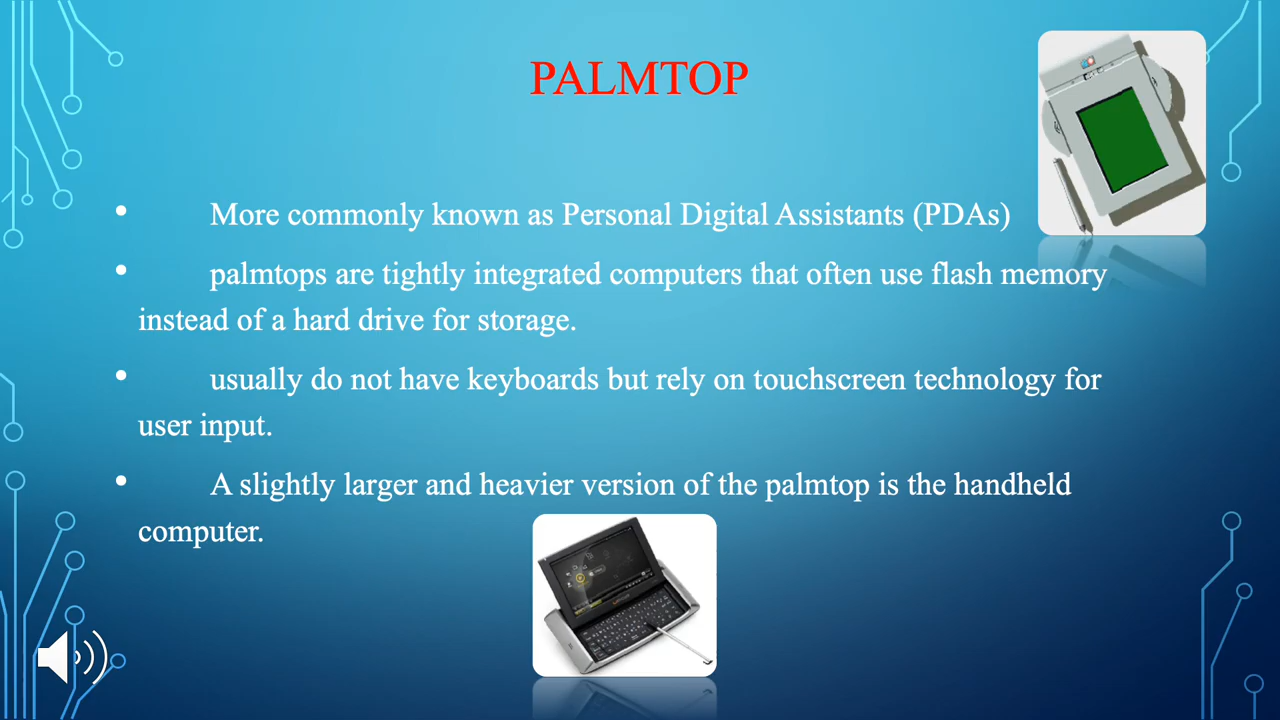 PALMTOP
• More commonly known as Personal Digital Assistants (PDAs)
• palmtops are tightly integrated computers that often use flash memory
instead of a hard drive for storage.
• usually do not have keyboards but rely on touchscreen technology for
user input.
• A slightly larger and heavier version of the palmtop is the handheld
computer.